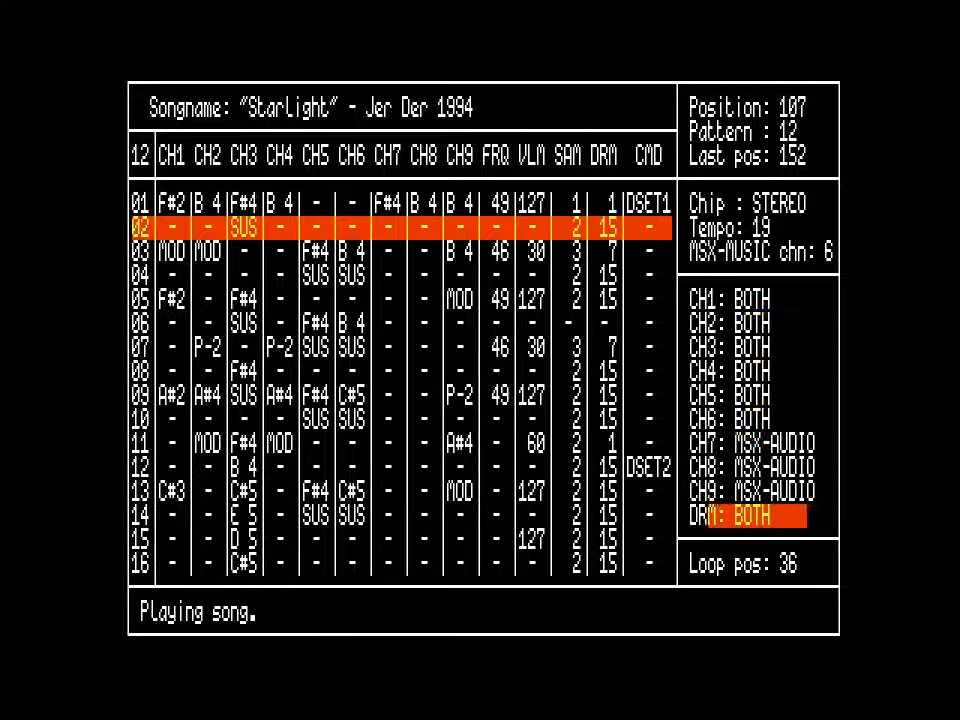 Songname: "Starlight" - Jer Der 1994
Position: 107
Pattern : 12
Last pos: 152
12 CH1 CH2 CH3 CH4 CH5 CH6 CH7 CH8 CH9 FRQ VLM SAM DRM CMD
01 F#2 B 4 F#4 B 4 - - F#4 B 4 B 4 49 127 1 1 DSET1
02 - - SUS - - - - - - - - 2 15 -
03 MOD MOD - - F#4 B 4 - - B 4 46 30 3 7 -
04 - - - - SUS SUS - - - - - 2 15 -
05 F#2 - F#4 - - - - - MOD 49 127 2 15 -
06 - - SUS - F#4 B 4 - - - - - - - -
07 - P-2 - P-2 SUS SUS - - - 46 30 3 7 -
08 - - F#4 - - - - - - - - 2 15 -
09 A#2 A#4 SUS A#4 F#4 C#5 - - P-2 49 127 2 15 -
10 - - - - SUS SUS - - - - - 2 15 -
11 - MOD F#4 MOD - - - - A#4 - 60 2 1 -
12 - - B 4 - - - - - - - - 2 15 DSET2
13 C#3 - C#5 - F#4 C#5 - - MOD - 127 2 15 -
14 - - E 5 - SUS SUS - - - - - 2 15 -
15 - - D 5 - - - - - - - 127 2 15 -
16 - - C#5 - - - - - - - - 2 15 -
Chip : STEREO
Tempo: 19
MSX-MUSIC chn: 6
CH1: BOTH
CH2: BOTH
CH3: BOTH
CH4: BOTH
CH5: BOTH
CH6: BOTH
CH7: MSX-AUDIO
CH8: MSX-AUDIO
CH9: MSX-AUDIO
DRM: BOTH
Loop pos: 36
Playing song.